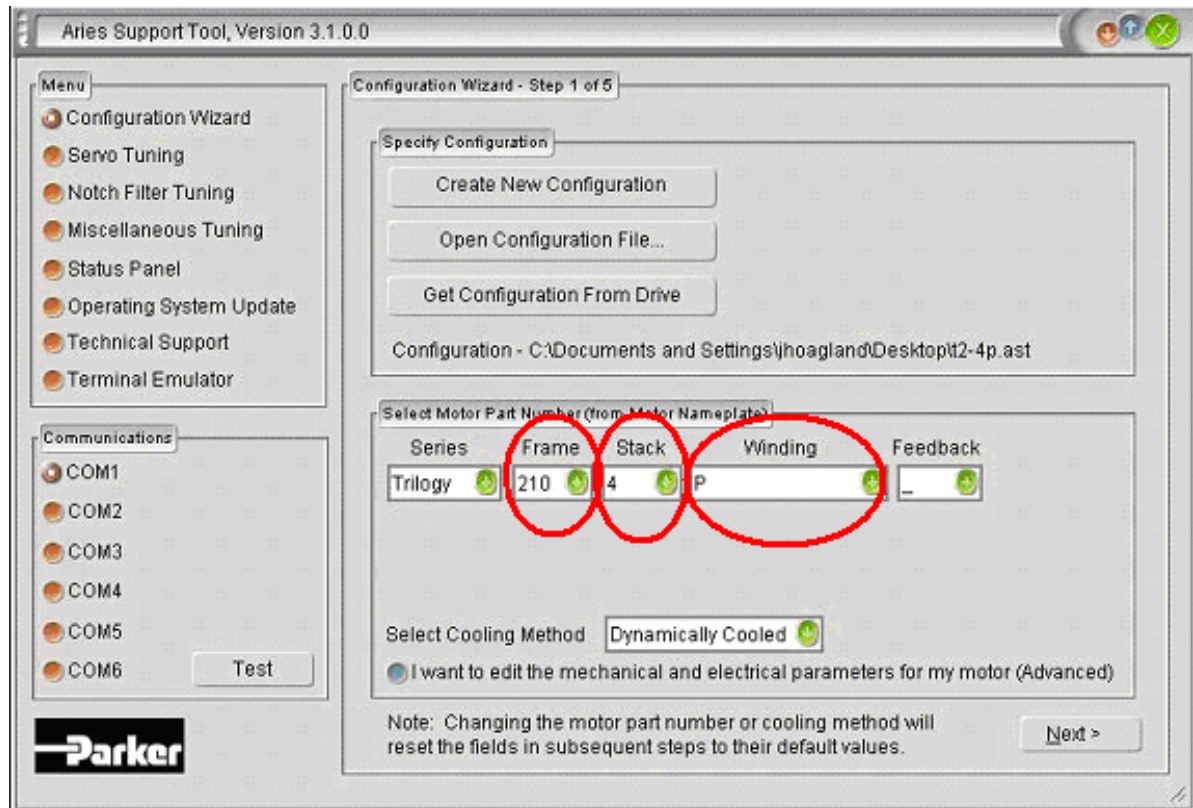 Aries Support Tool, Version 3.1.0.0
Menu
Configuration Wizard
Servo Tuning
Notch Filter Tuning
Miscellaneous Tuning
Status Panel
Operating System Update
Technical Support
Terminal Emulator
Communications
COM1
COM2
COM3
COM4
COM5
COM6
Test
Parker
Configuration Wizard - Step 1 of 5
Specify Configuration
Create New Configuration
Open Configuration File...
Get Configuration From Drive
Configuration - C:\Documents and Settings\jhoagland\Desktop\t2-4p.ast
Select Motor Part Number (from Motor Nameplate)
Series Frame Stack Winding Feedback
Trilogy 210 4 P _
Select Cooling Method Dynamically Cooled
I want to edit the mechanical and electrical parameters for my motor (Advanced)
Note: Changing the motor part number or cooling method will
reset the fields in subsequent steps to their default values.
Next >